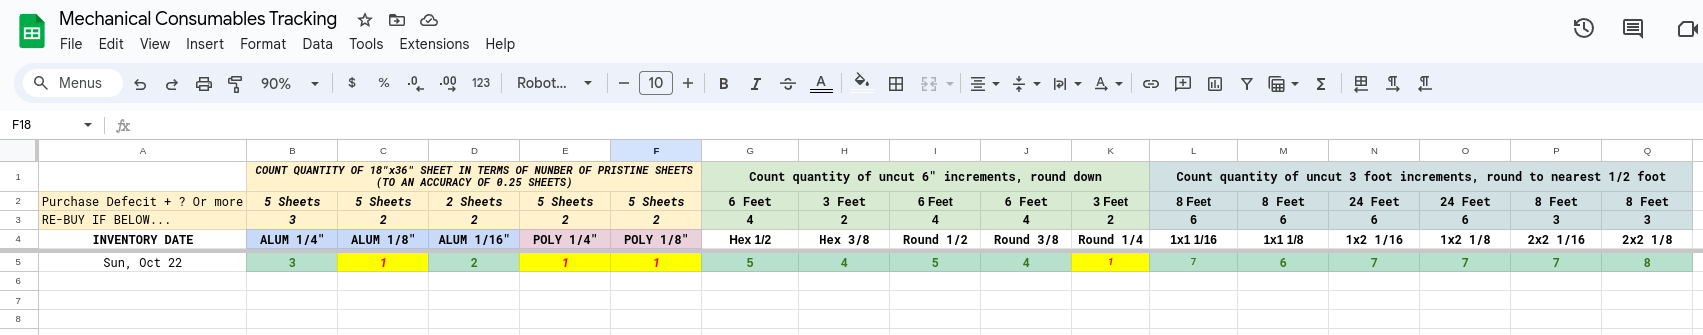 Mechanical Consumables Tracking
File Edit View Insert Format Data Tools Extensions Help
Menus 90% $ % .0 .00 123 Robot... − 10 + B I S A Σ
F18 fx
A B C D E F G H I J K L M N O P Q
1 COUNT QUANTITY OF 18"x36" SHEET IN TERMS OF NUNBER OF PRISTINE SHEETS
(TO AN ACCURACY OF 0.25 SHEETS) Count quantity of uncut 6" increments, round down Count quantity of uncut 3 foot increments, round to nearest 1/2 foot
2 Purchase Defecit + ? Or more 5 Sheets 5 Sheets 2 Sheets 5 Sheets 5 Sheets 6 Feet 3 Feet 6 Feet 6 Feet 3 Feet 8 Feet 8 Feet 24 Feet 24 Feet 8 Feet 8 Feet
3 RE-BUY IF BELOW... 3 2 2 2 2 4 2 4 4 2 6 6 6 6 3 3
4 INVENTORY DATE ALUM 1/4" ALUM 1/8" ALUM 1/16" POLY 1/4" POLY 1/8" Hex 1/2 Hex 3/8 Round 1/2 Round 3/8 Round 1/4 1x1 1/16 1x1 1/8 1x2 1/16 1x2 1/8 2x2 1/16 2x2 1/8
5 Sun, Oct 22 3 1 2 1 1 5 4 5 4 1 7 6 7 7 7 8
6
7
8